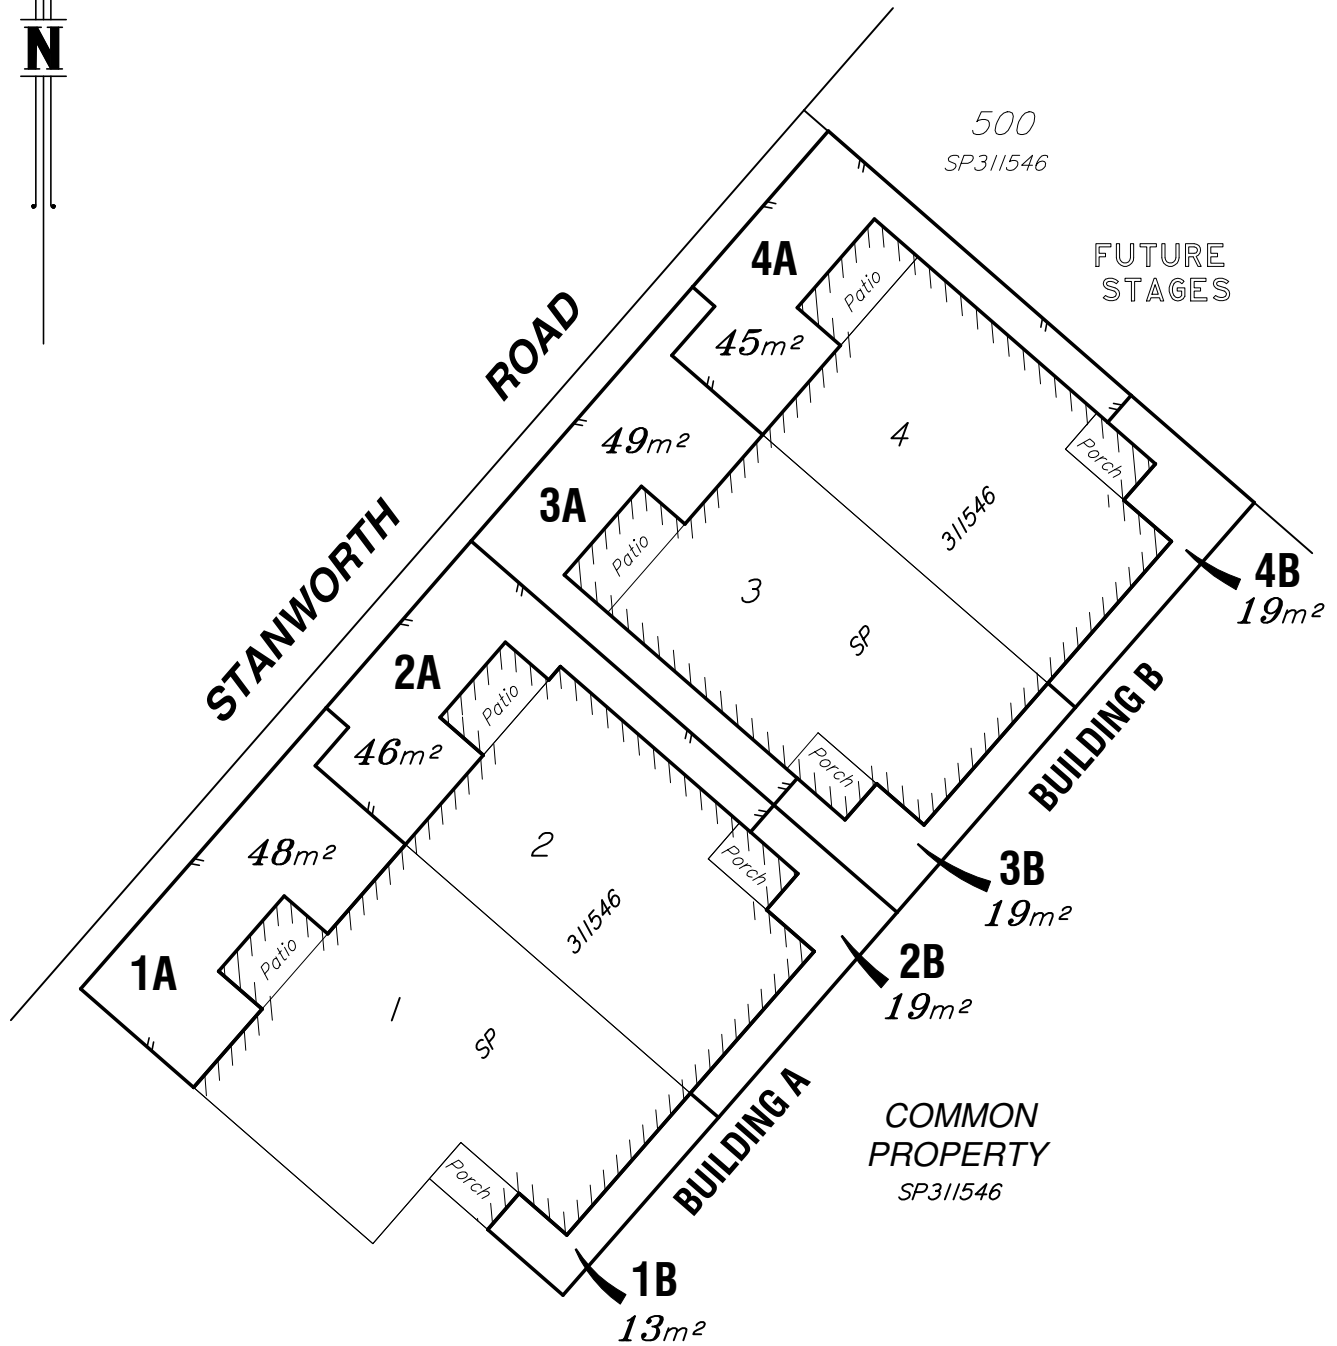 N
500
SP311546
FUTURE
STAGES
4A
Patio
45m²
ROAD
49m²
4
Porch
3A
311546
Patio
STANWORTH
3
4B
19m²
SP
2A
Patio
BUILDING B
46m²
Porch
48m²
2
Porch
3B
19m²
311546
1A
Patio
2B
19m²
1
SP
BUILDING A
COMMON
PROPERTY
SP311546
Porch
1B
13m²